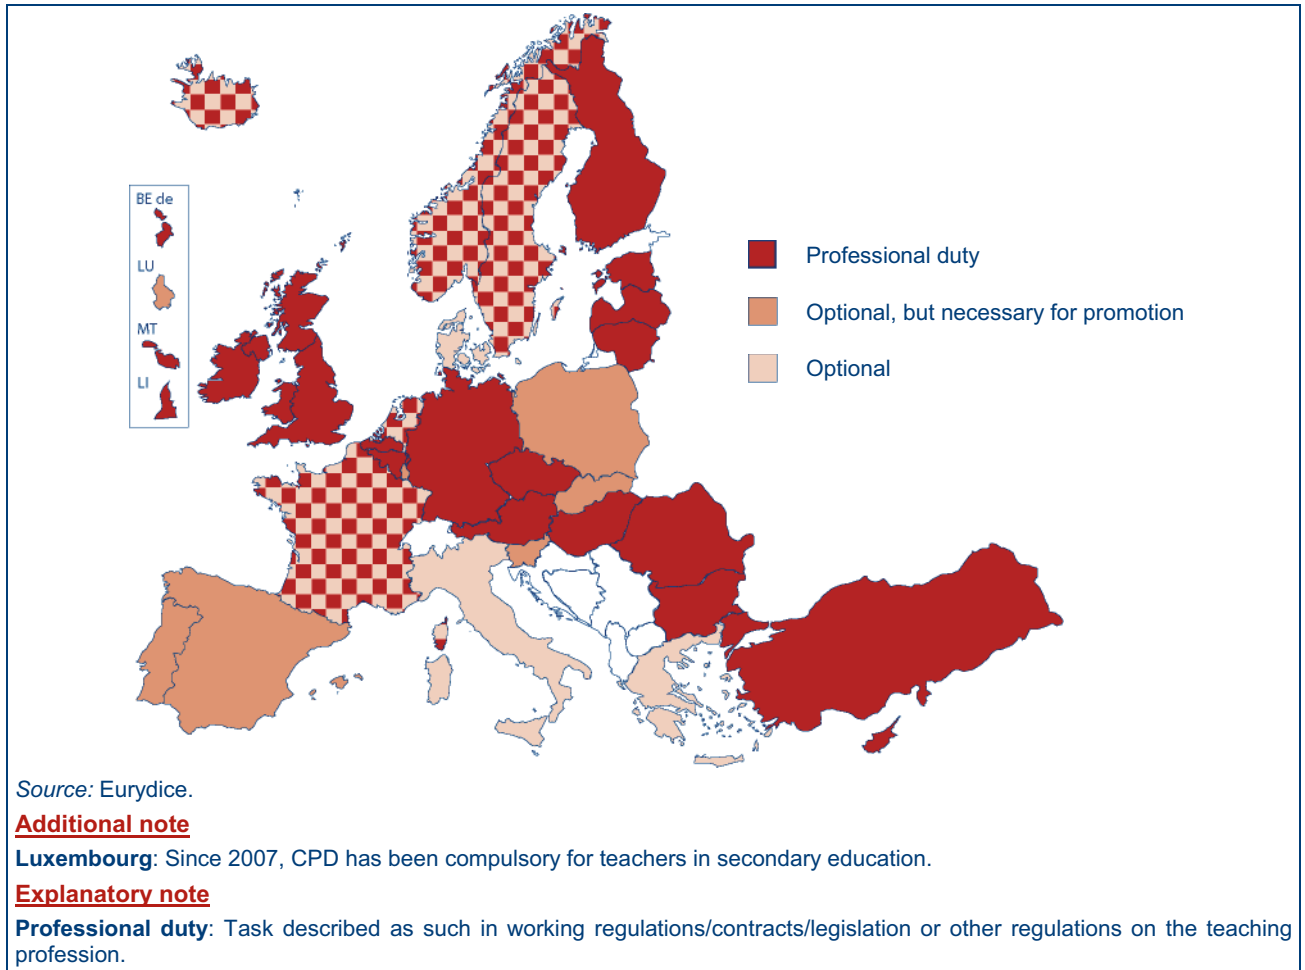 BE de
LU
MT
LI
Professional duty
Optional, but necessary for promotion
Optional
Source: Eurydice.
Additional note
Luxembourg: Since 2007, CPD has been compulsory for teachers in secondary education.
Explanatory note
Professional duty: Task described as such in working regulations/contracts/legislation or other regulations on the teaching
profession.